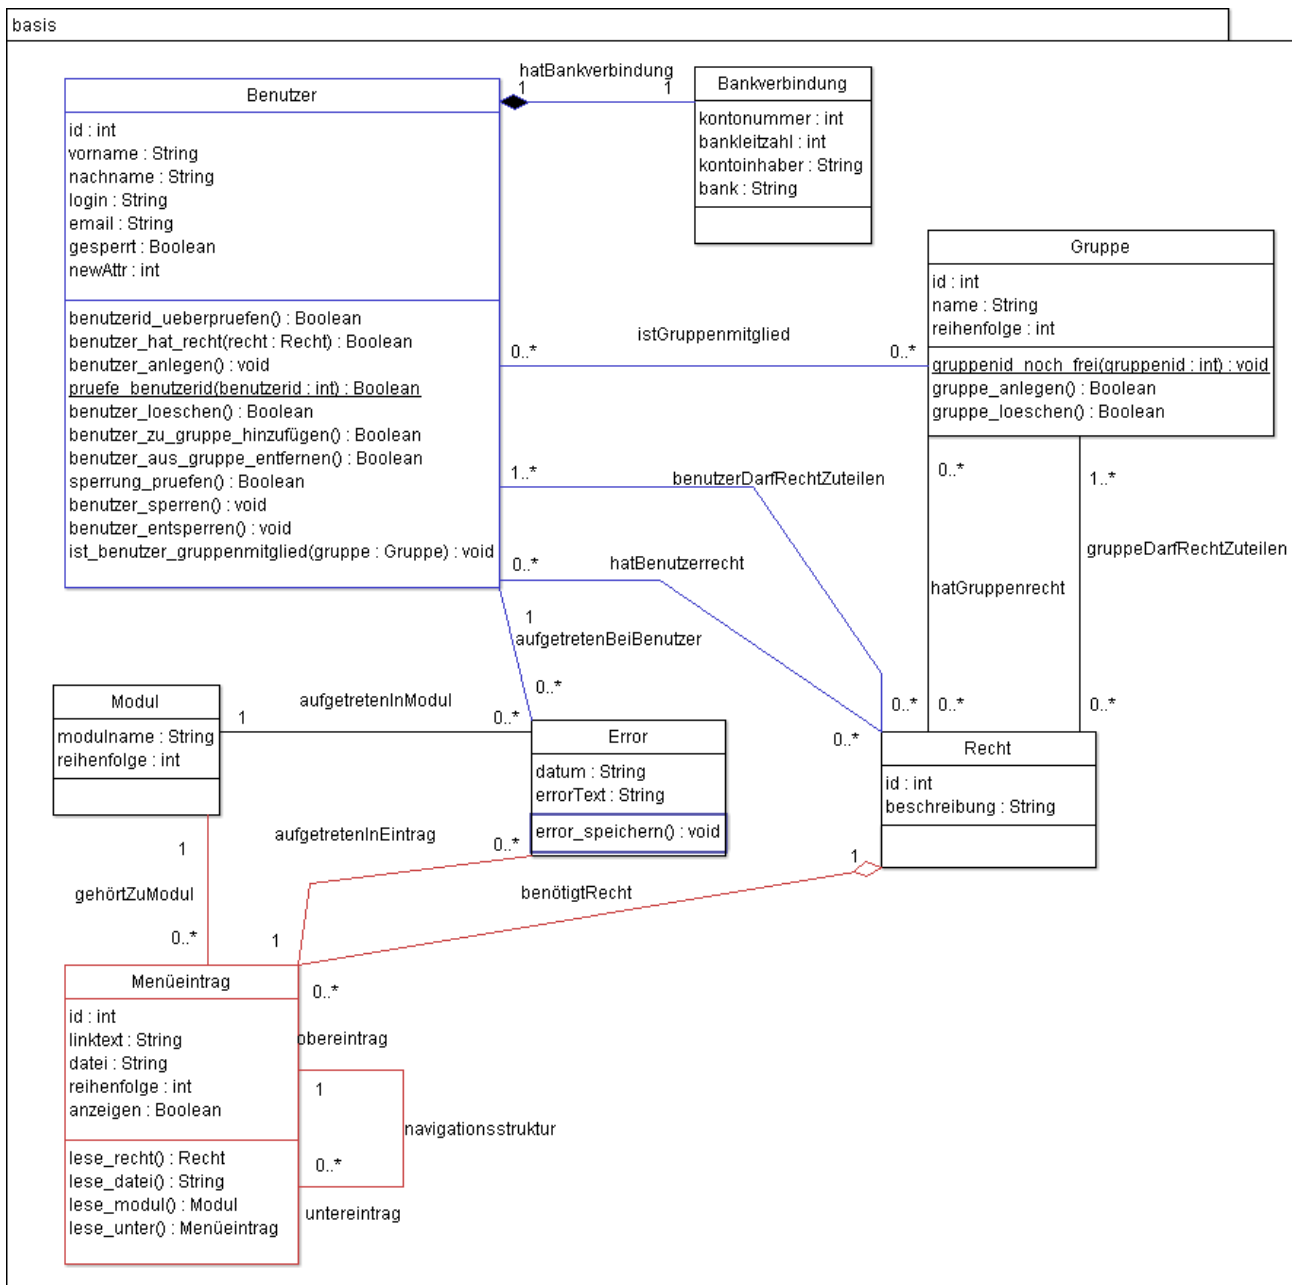 basis
hatBankverbindung
1
1
Benutzer
id : int
vorname : String
nachname : String
login : String
email : String
gesperrt : Boolean
newAttr : int
benutzerid_ueberpruefen() : Boolean
benutzer_hat_recht(recht : Recht) : Boolean
benutzer_anlegen() : void
pruefe_benutzerid(benutzerid : int) : Boolean
benutzer_loeschen() : Boolean
benutzer_zu_gruppe_hinzufügen() : Boolean
benutzer_aus_gruppe_entfernen() : Boolean
sperrung_pruefen() : Boolean
benutzer_sperren() : void
benutzer_entsperren() : void
ist_benutzer_gruppenmitglied(gruppe : Gruppe) : void
Bankverbindung
kontonummer : int
bankleitzahl : int
kontoinhaber : String
bank : String
Gruppe
id : int
name : String
reihenfolge : int
gruppenid_noch_frei(gruppenid : int) : void
gruppe_anlegen() : Boolean
gruppe_loeschen() : Boolean
istGruppenmitglied
0..*
0..*
1..*
benutzerDarfRechtZuteilen
0..*
1..*
gruppeDarfRechtZuteilen
0..*
hatBenutzerrecht
hatGruppenrecht
1
aufgetretenBeiBenutzer
0..*
0..*
0..*
0..*
0..*
Modul
modulname : String
reihenfolge : int
1
aufgetretenInModul
0..*
Error
datum : String
errorText : String
error_speichern() : void
Recht
id : int
beschreibung : String
1
aufgetretenInEintrag
0..*
1
gehörtZuModul
benötigtRecht
0..*
1
0..*
Menüeintrag
id : int
linktext : String
datei : String
reihenfolge : int
anzeigen : Boolean
lese_recht() : Recht
lese_datei() : String
lese_modul() : Modul
lese_unter() : Menüeintrag
obereintrag
1
navigationsstruktur
0..*
untereintrag